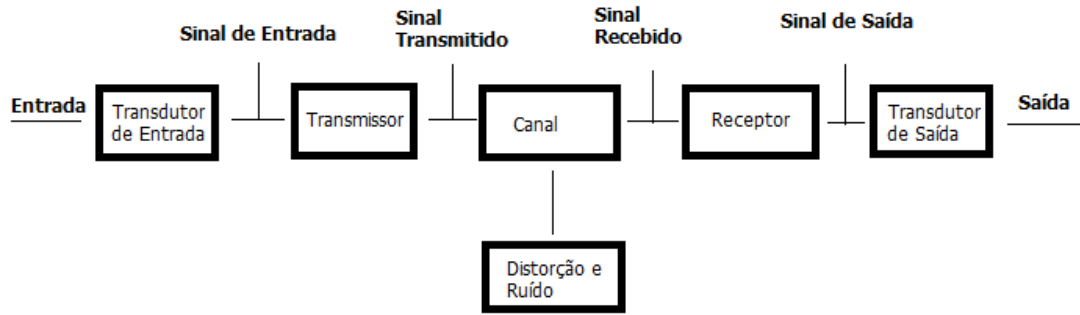 Sinal de Entrada
Sinal
Transmitido
Sinal
Recebido
Sinal de Saída
Entrada
Transdutor
de Entrada
Transmissor
Canal
Receptor
Transdutor
de Saída
Saída
Distorção e
Ruído